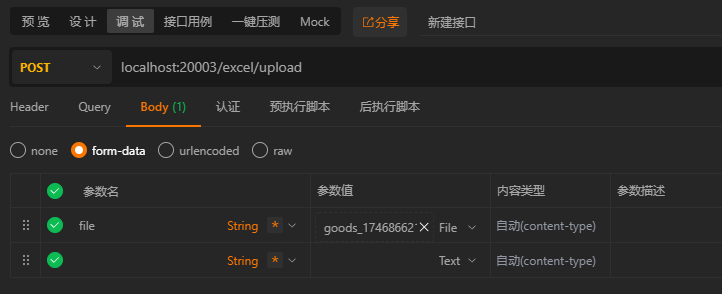 预 览 设 计 调 试 接口用例 一键压测 Mock 分享 新建接口
POST localhost:20003/excel/upload
Header Query Body (1) 认证 预执行脚本 后执行脚本
none form-data urlencoded raw
参数名 参数值 内容类型 参数描述
file String * goods_17468662 File 自动(content-type)
String * Text 自动(content-type)